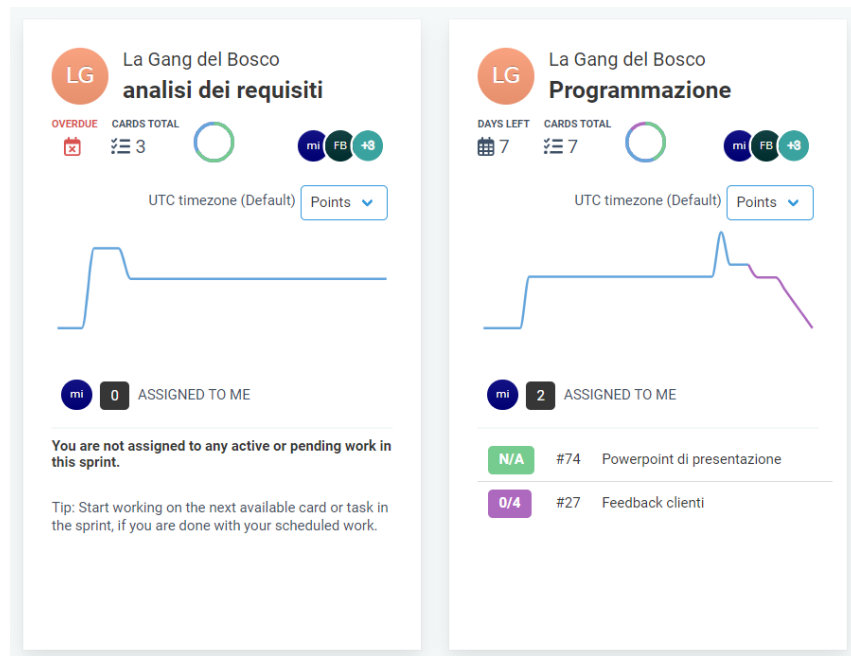 LG
La Gang del Bosco
analisi dei requisiti
OVERDUE
CARDS TOTAL
3
mi
FB
+3
UTC timezone (Default)
Points
mi
0
ASSIGNED TO ME
You are not assigned to any active or pending work in
this sprint.
Tip: Start working on the next available card or task in
the sprint, if you are done with your scheduled work.
LG
La Gang del Bosco
Programmazione
DAYS LEFT
CARDS TOTAL
7
7
mi
FB
+3
UTC timezone (Default)
Points
mi
2
ASSIGNED TO ME
N/A #74 Powerpoint di presentazione
0/4 #27 Feedback clienti